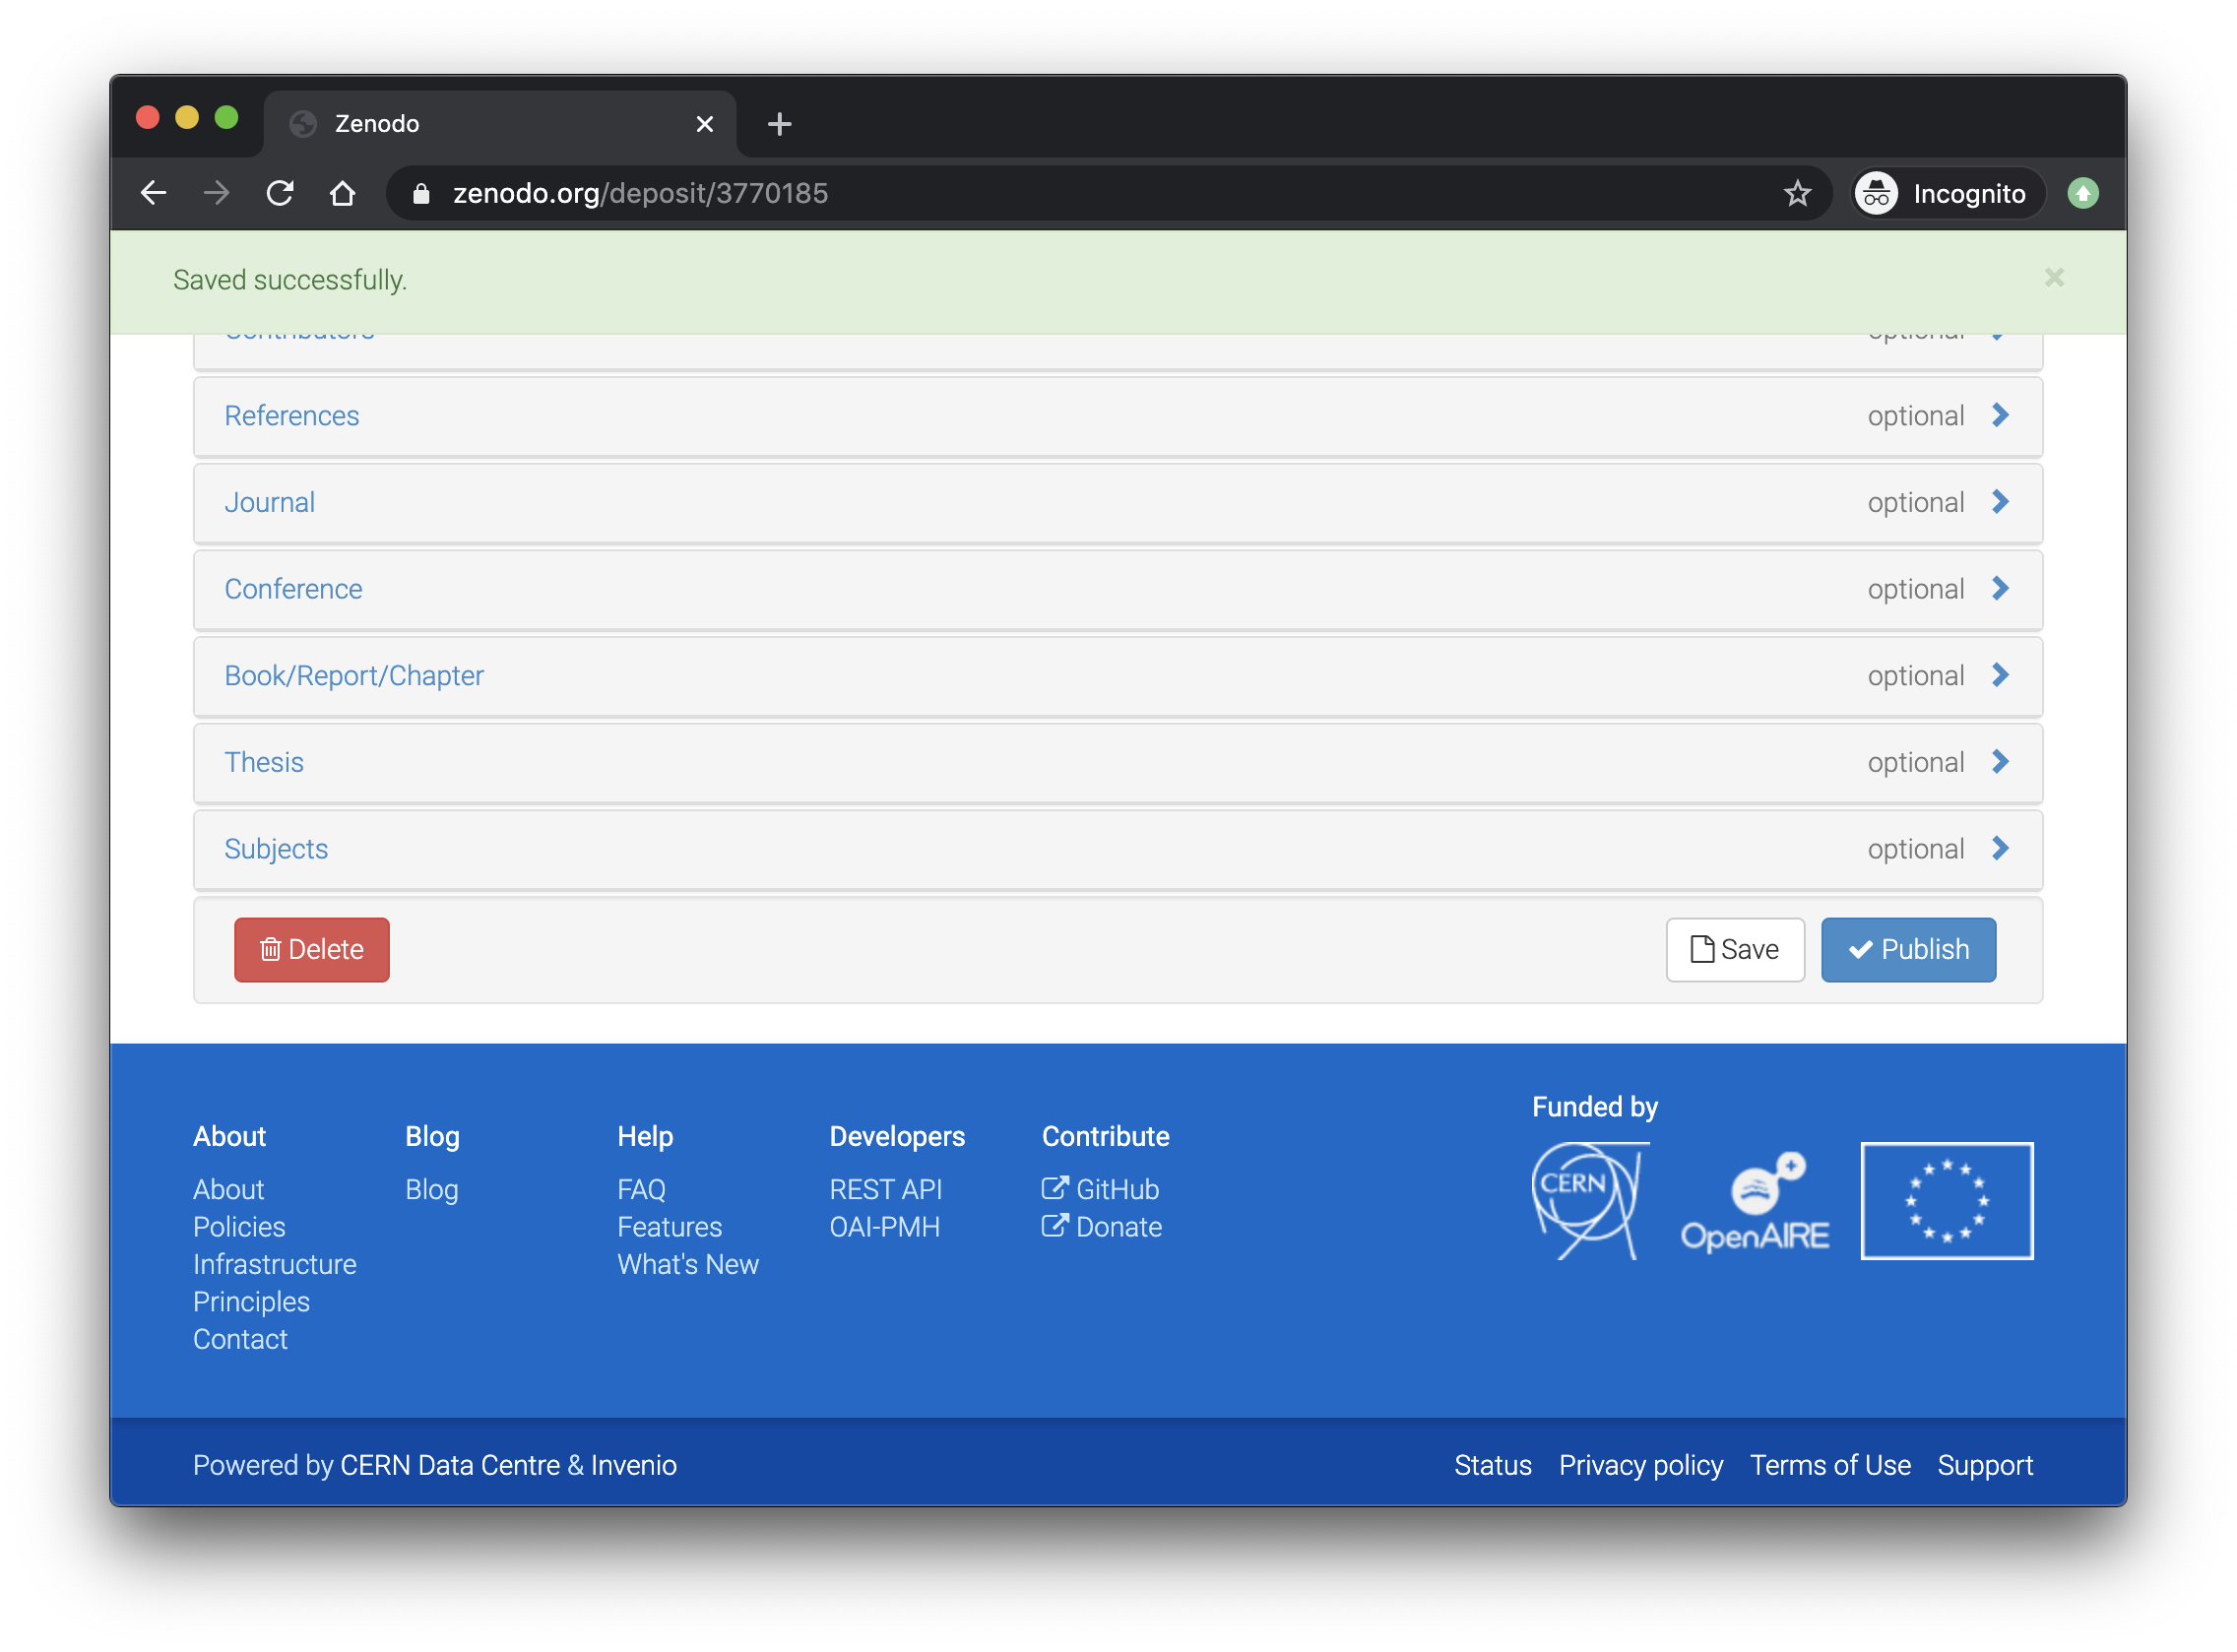 Zenodo
zenodo.org/deposit/3770185
Incognito
Saved successfully.
Contributors optional
References optional
Journal optional
Conference optional
Book/Report/Chapter optional
Thesis optional
Subjects optional
Delete Save Publish
Funded by
About Blog Help Developers Contribute
CERN
OpenAIRE
About Blog FAQ REST API GitHub
Policies Features OAI-PMH Donate
Infrastructure What's New
Principles
Contact
Powered by CERN Data Centre & Invenio Status Privacy policy Terms of Use Support